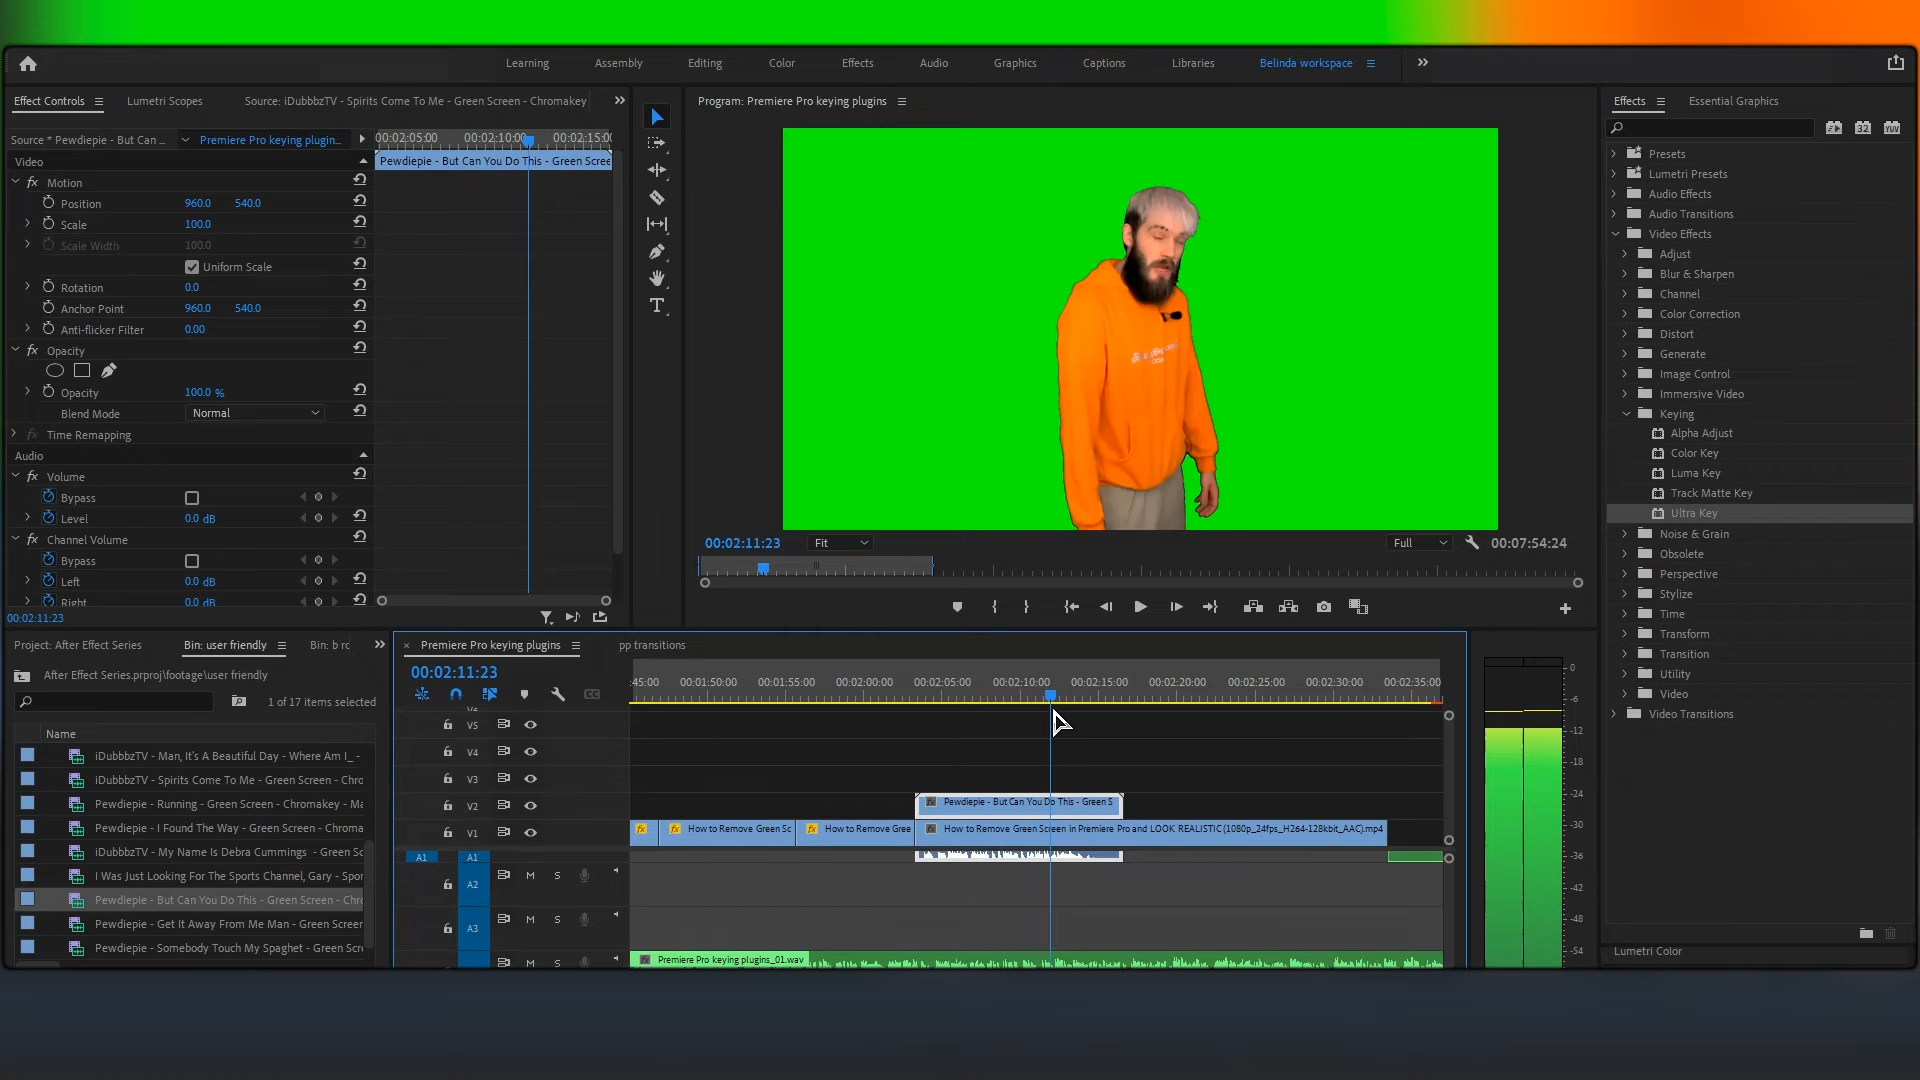 Learning
Assembly
Editing
Color
Effects
Audio
Graphics
Captions
Libraries
Belinda workspace
Effect Controls
Lumetri Scopes
Source: iDubbbzTV - Spirits Come To Me - Green Screen - Chromakey
Source * Pewdiepie - But Can ...
Premiere Pro keying plugin...
00:02:05:00
00:02:10:00
00:02:15:00
Video
Pewdiepie - But Can You Do This - Green Scree
fx Motion
Position 960.0 540.0
Scale 100.0
Scale Width 100.0
Uniform Scale
Rotation 0.0
Anchor Point 960.0 540.0
Anti-flicker Filter 0.00
fx Opacity
Opacity 100.0 %
Blend Mode Normal
fx Time Remapping
Audio
fx Volume
Bypass
Level 0.0 dB
fx Channel Volume
Bypass
Left 0.0 dB
Right 0.0 dB
00:02:11:23
Program: Premiere Pro keying plugins
00:02:11:23
Fit
Full
00:07:54:24
Effects
Essential Graphics
32
YUV
Presets
Lumetri Presets
Audio Effects
Audio Transitions
Video Effects
Adjust
Blur & Sharpen
Channel
Color Correction
Distort
Generate
Image Control
Immersive Video
Keying
Alpha Adjust
Color Key
Luma Key
Track Matte Key
Ultra Key
Noise & Grain
Obsolete
Perspective
Stylize
Time
Transform
Transition
Utility
Video
Video Transitions
Lumetri Color
Project: After Effect Series
Bin: user friendly
Bin: b rc
After Effect Series.prproj\footage\user friendly
1 of 17 items selected
Name
iDubbbzTV - Man, It's A Beautiful Day - Where Am I_ -
iDubbbzTV - Spirits Come To Me - Green Screen - Chro
Pewdiepie - Running - Green Screen - Chromakey - Ma
Pewdiepie - I Found The Way - Green Screen - Chroma
iDubbbzTV - My Name Is Debra Cummings - Green Sc
I Was Just Looking For The Sports Channel, Gary - Spor
Pewdiepie - But Can You Do This - Green Screen - Chro
Pewdiepie - Get It Away From Me Man - Green Screen
Pewdiepie - Somebody Touch My Spaghet - Green Scre
Premiere Pro keying plugins
pp transitions
00:02:11:23
:45:00
00:01:50:00
00:01:55:00
00:02:00:00
00:02:05:00
00:02:10:00
00:02:15:00
00:02:20:00
00:02:25:00
00:02:30:00
00:02:35:00
V5
V4
V3
V2
fx Pewdiepie - But Can You Do This - Green S
V1
fx
fx How to Remove Green Sc
fx How to Remove Gree
fx How to Remove Green Screen in Premiere Pro and LOOK REALISTIC (1080p_24fps_H264-128kbit_AAC).mp4
A1 A1
A2 M S
A3 M S
M S
fx Premiere Pro keying plugins_01.wav
0
-6
-12
-18
-24
-30
-36
-42
-48
-54